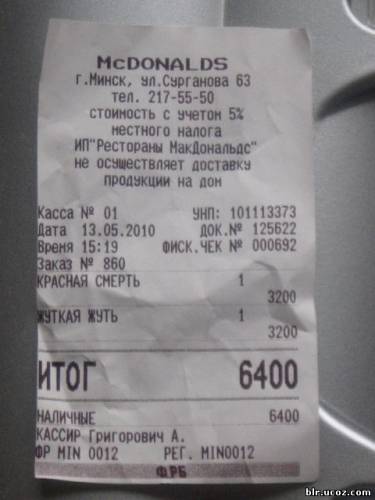 McDONALDS
г.Минск, ул.Сурганова 63
тел. 217-55-50
стоимость с учетом 5%
местного налога
ИП"Рестораны МакДональдс"
не осуществляет доставку
продукции на дом
Касса № 01 УНП: 101113373
Дата 13.05.2010 ДОК.№ 125622
Время 15:19 ФИСК.ЧЕК № 000692
Заказ № 860
КРАСНАЯ СМЕРТЬ 1
3200
ЖУТКАЯ ЖУТЬ 1
3200
ИТОГ 6400
НАЛИЧНЫЕ 6400
КАССИР Григорович А.
ФР MIN 0012 РЕГ. MIN0012
ФРБ
blr.ucoz.com